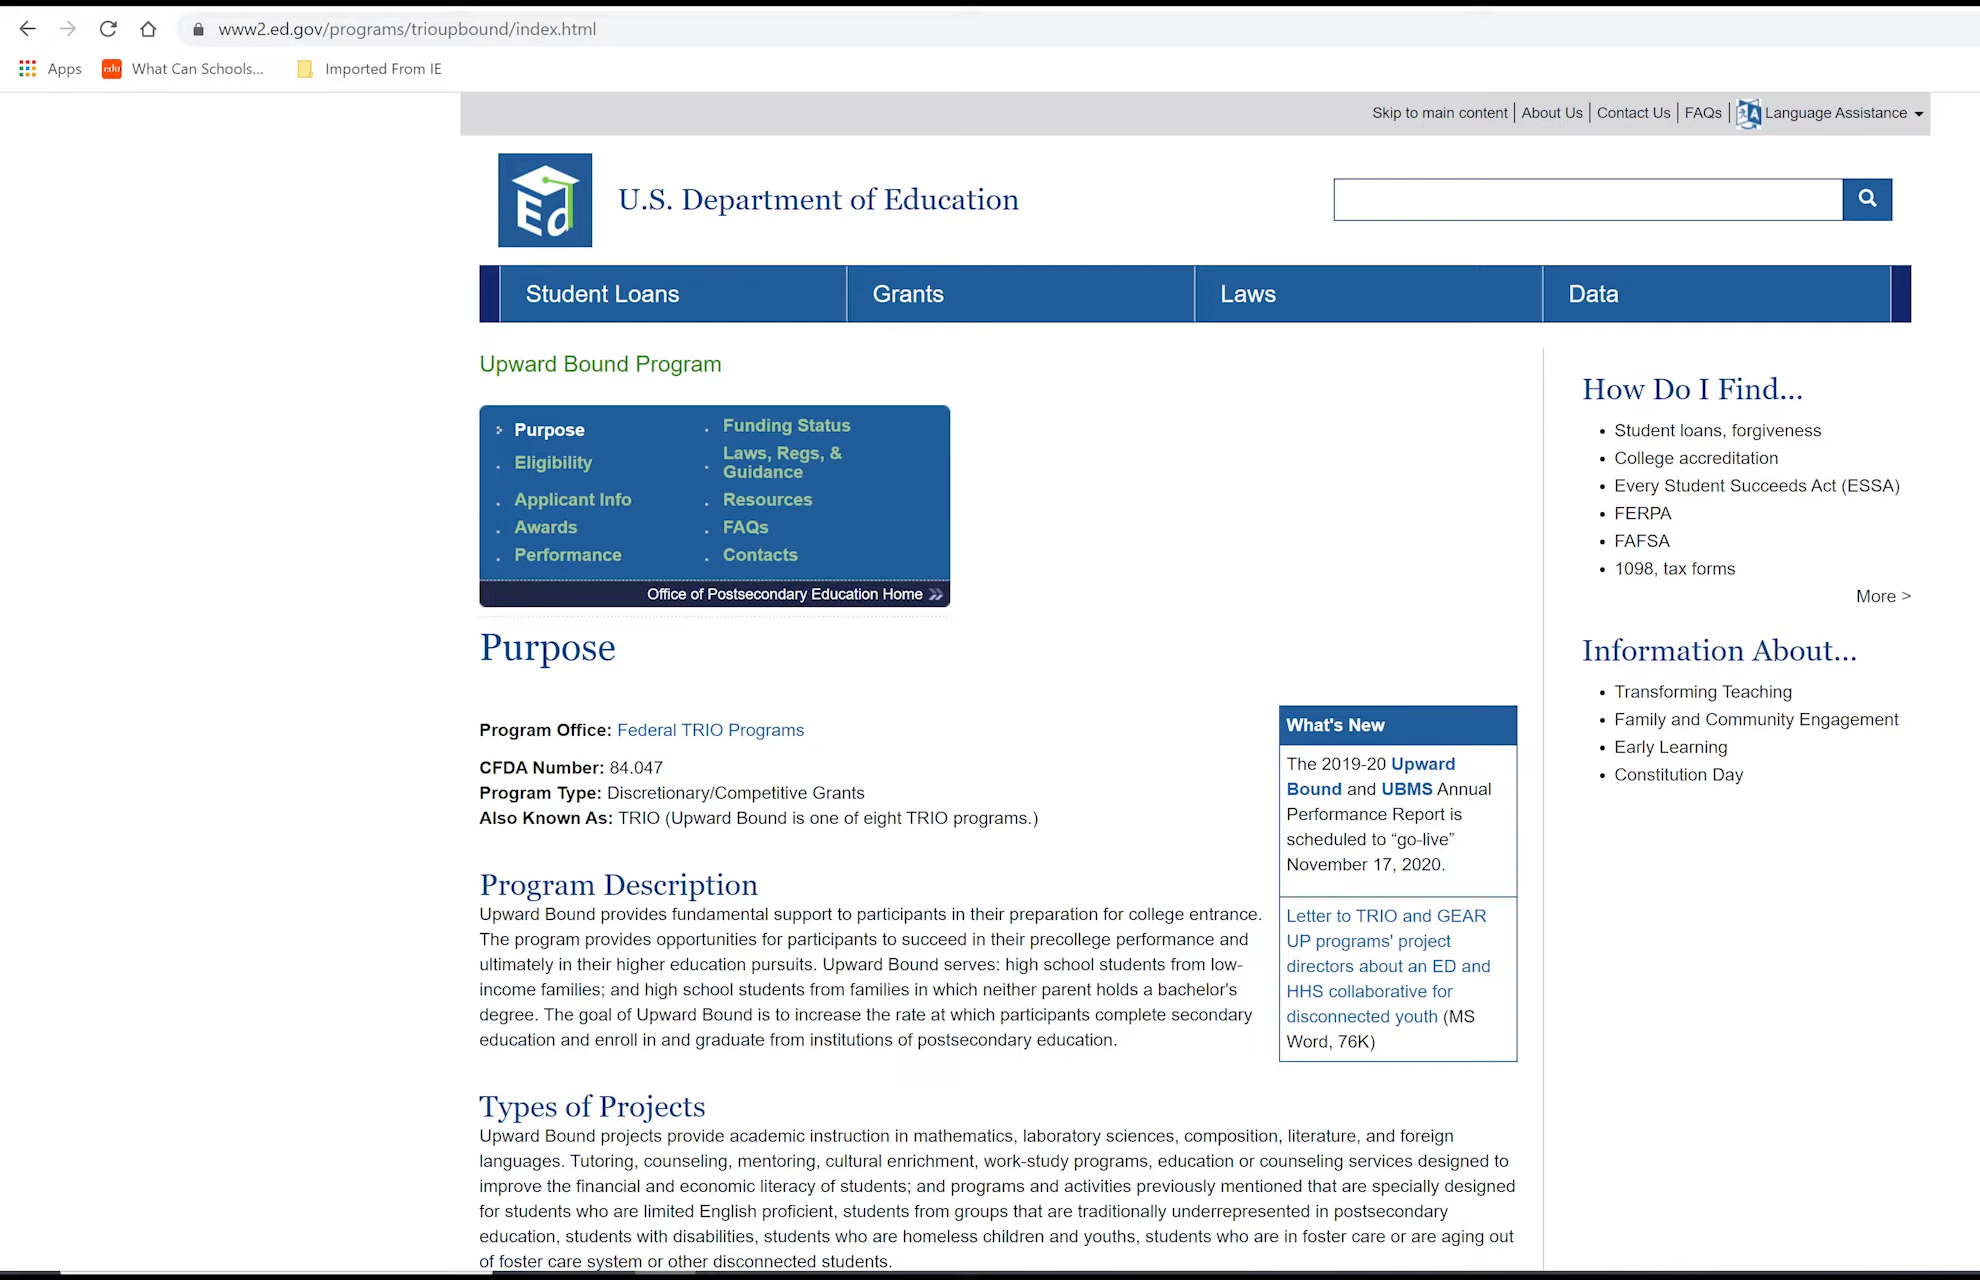 www2.ed.gov/programs/trioupbound/index.html
Apps
edu
What Can Schools...
Imported From IE
Skip to main content | About Us | Contact Us | FAQs | Language Assistance
Ed
U.S. Department of Education
Student Loans
Grants
Laws
Data
Upward Bound Program
Purpose
Eligibility
Applicant Info
Awards
Performance
Funding Status
Laws, Regs, &
Guidance
Resources
FAQs
Contacts
Office of Postsecondary Education Home
Purpose
Program Office: Federal TRIO Programs
CFDA Number: 84.047
Program Type: Discretionary/Competitive Grants
Also Known As: TRIO (Upward Bound is one of eight TRIO programs.)
Program Description
Upward Bound provides fundamental support to participants in their preparation for college entrance.
The program provides opportunities for participants to succeed in their precollege performance and
ultimately in their higher education pursuits. Upward Bound serves: high school students from low-
income families; and high school students from families in which neither parent holds a bachelor's
degree. The goal of Upward Bound is to increase the rate at which participants complete secondary
education and enroll in and graduate from institutions of postsecondary education.
What's New
The 2019-20 Upward
Bound and UBMS Annual
Performance Report is
scheduled to “go-live”
November 17, 2020.
Letter to TRIO and GEAR
UP programs' project
directors about an ED and
HHS collaborative for
disconnected youth (MS
Word, 76K)
Types of Projects
Upward Bound projects provide academic instruction in mathematics, laboratory sciences, composition, literature, and foreign
languages. Tutoring, counseling, mentoring, cultural enrichment, work-study programs, education or counseling services designed to
improve the financial and economic literacy of students; and programs and activities previously mentioned that are specially designed
for students who are limited English proficient, students from groups that are traditionally underrepresented in postsecondary
education, students with disabilities, students who are homeless children and youths, students who are in foster care or are aging out
of foster care system or other disconnected students.
How Do I Find...
Student loans, forgiveness
College accreditation
Every Student Succeeds Act (ESSA)
FERPA
FAFSA
1098, tax forms
More >
Information About...
Transforming Teaching
Family and Community Engagement
Early Learning
Constitution Day